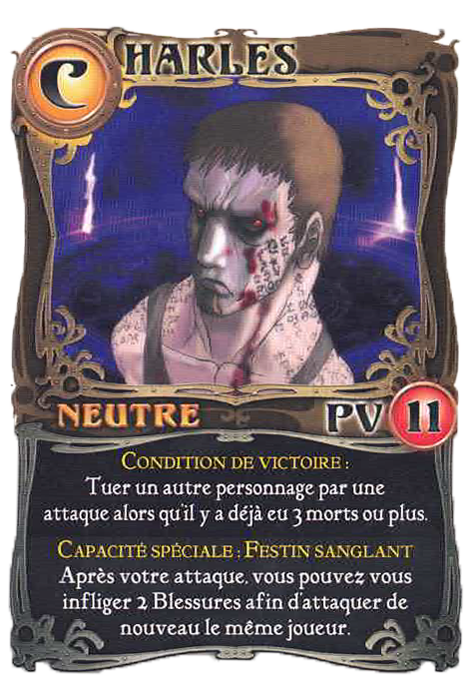 CHARLES
NEUTRE PV 11
CONDITION DE VICTOIRE :
Tuer un autre personnage par une
attaque alors qu'il y a déjà eu 3 morts ou plus.
CAPACITÉ SPÉCIALE : FESTIN SANGLANT
Après votre attaque, vous pouvez vous
infliger 2 Blessures afin d'attaquer de
nouveau le même joueur.